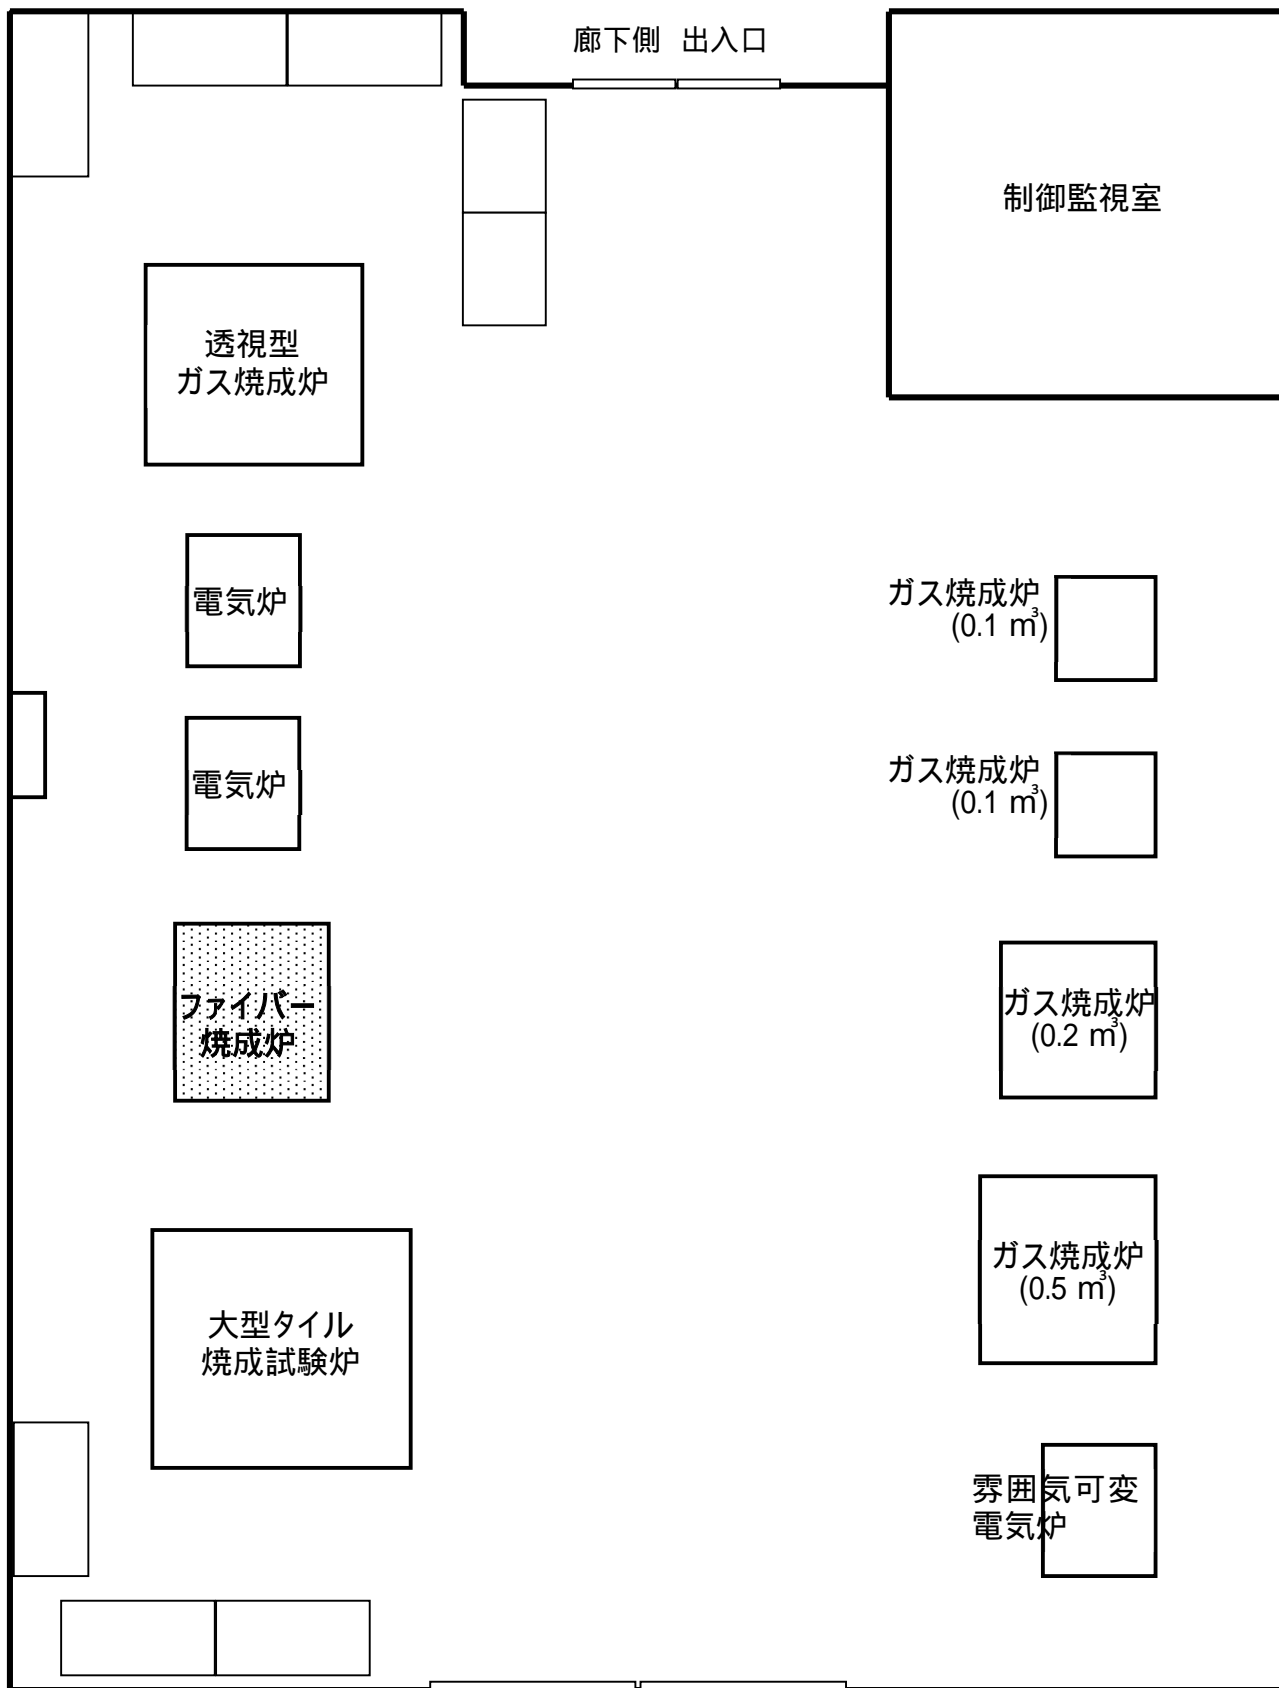 廊下側 出入口
制御監視室
透視型
ガス焼成炉
電気炉
ガス焼成炉
(0.1 ㎥)
電気炉
ガス焼成炉
(0.1 ㎥)
ファイバー
焼成炉
ガス焼成炉
(0.2 ㎥)
ガス焼成炉
(0.5 ㎥)
大型タイル
焼成試験炉
雰囲気可変
電気炉